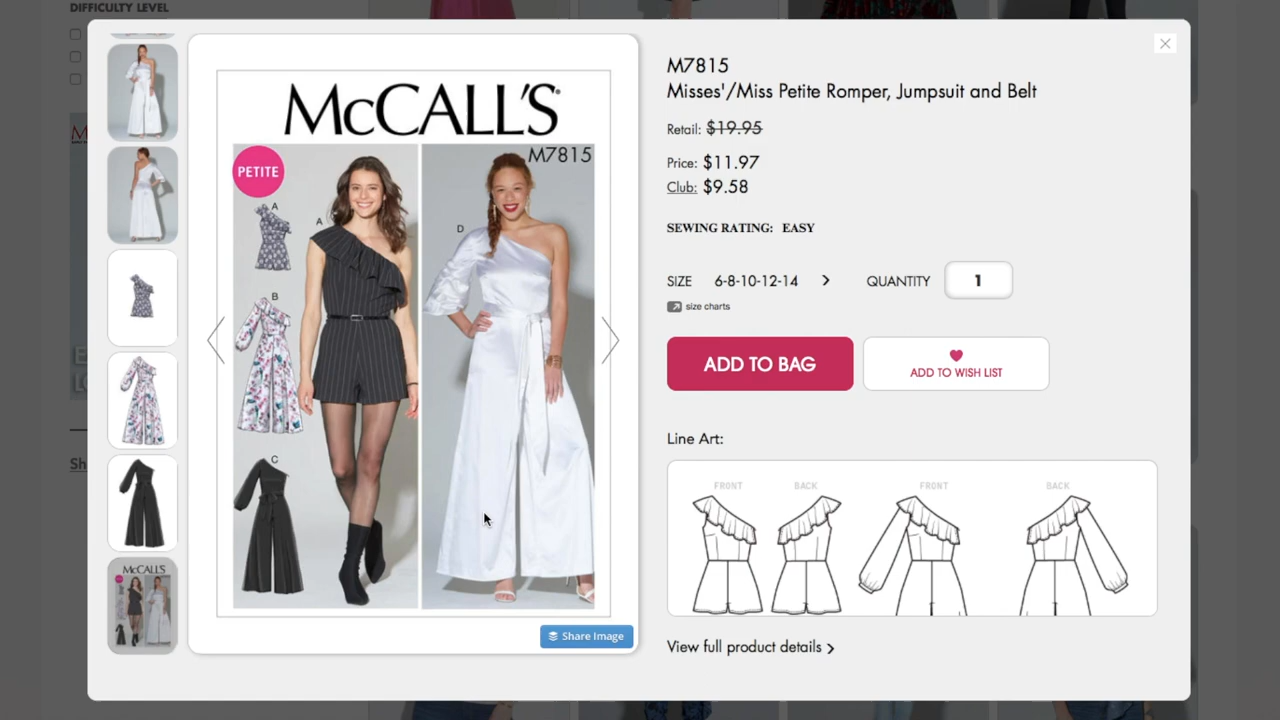 DIFFICULTY LEVEL
McCALL'S
M7815
PETITE
A
A
D
B
C
Share Image
McCALL'S
M7815
Misses'/Miss Petite Romper, Jumpsuit and Belt
Retail: $19.95
Price: $11.97
Club: $9.58
SEWING RATING: EASY
SIZE 6-8-10-12-14 > QUANTITY 1
size charts
ADD TO BAG
ADD TO WISH LIST
Line Art:
FRONT BACK FRONT BACK
View full product details >